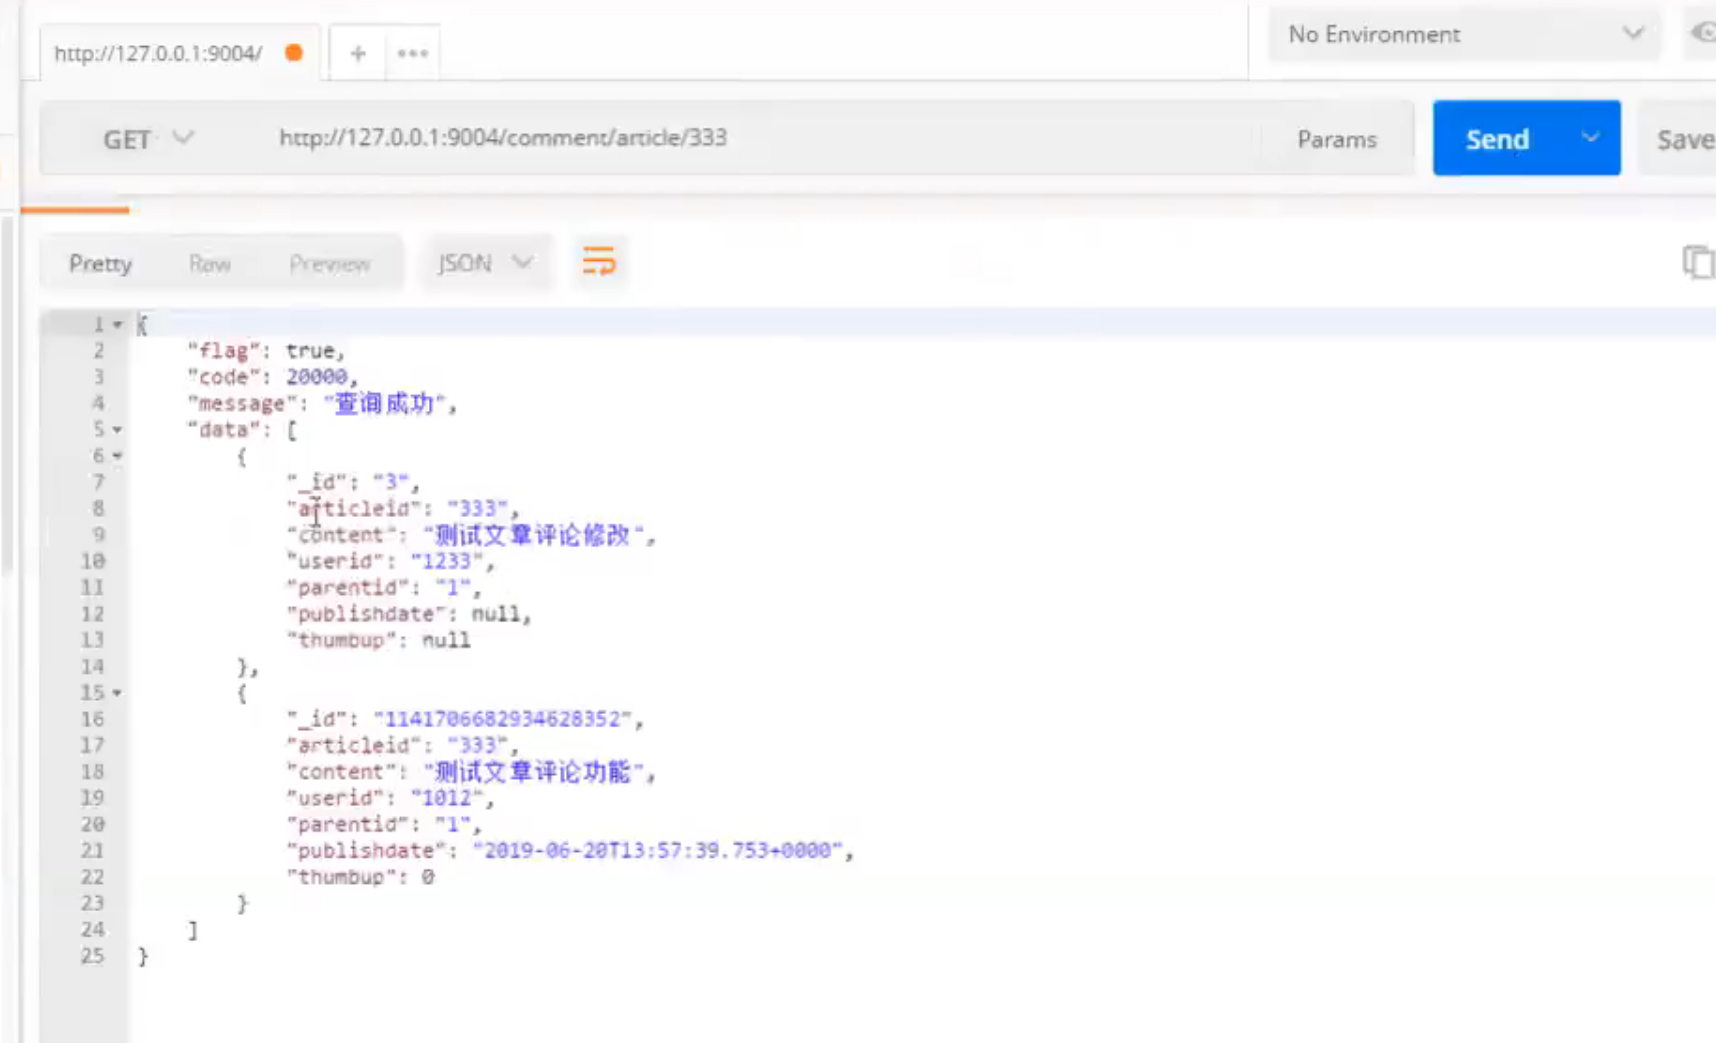 http://127.0.0.1:9004/
No Environment
GET http://127.0.0.1:9004/comment/article/333 Params Send Save
Pretty Raw Preview JSON
1 {
2 "flag": true,
3 "code": 20000,
4 "message": "查询成功",
5 "data": [
6 {
7 "_id": "3",
8 "articleid": "333",
9 "content": "测试文章评论修改",
10 "userid": "1233",
11 "parentid": "1",
12 "publishdate": null,
13 "thumbup": null
14 },
15 {
16 "_id": "1141706682934628352",
17 "articleid": "333",
18 "content": "测试文章评论功能",
19 "userid": "1012",
20 "parentid": "1",
21 "publishdate": "2019-06-20T13:57:39.753+0000",
22 "thumbup": 0
23 }
24 ]
25 }